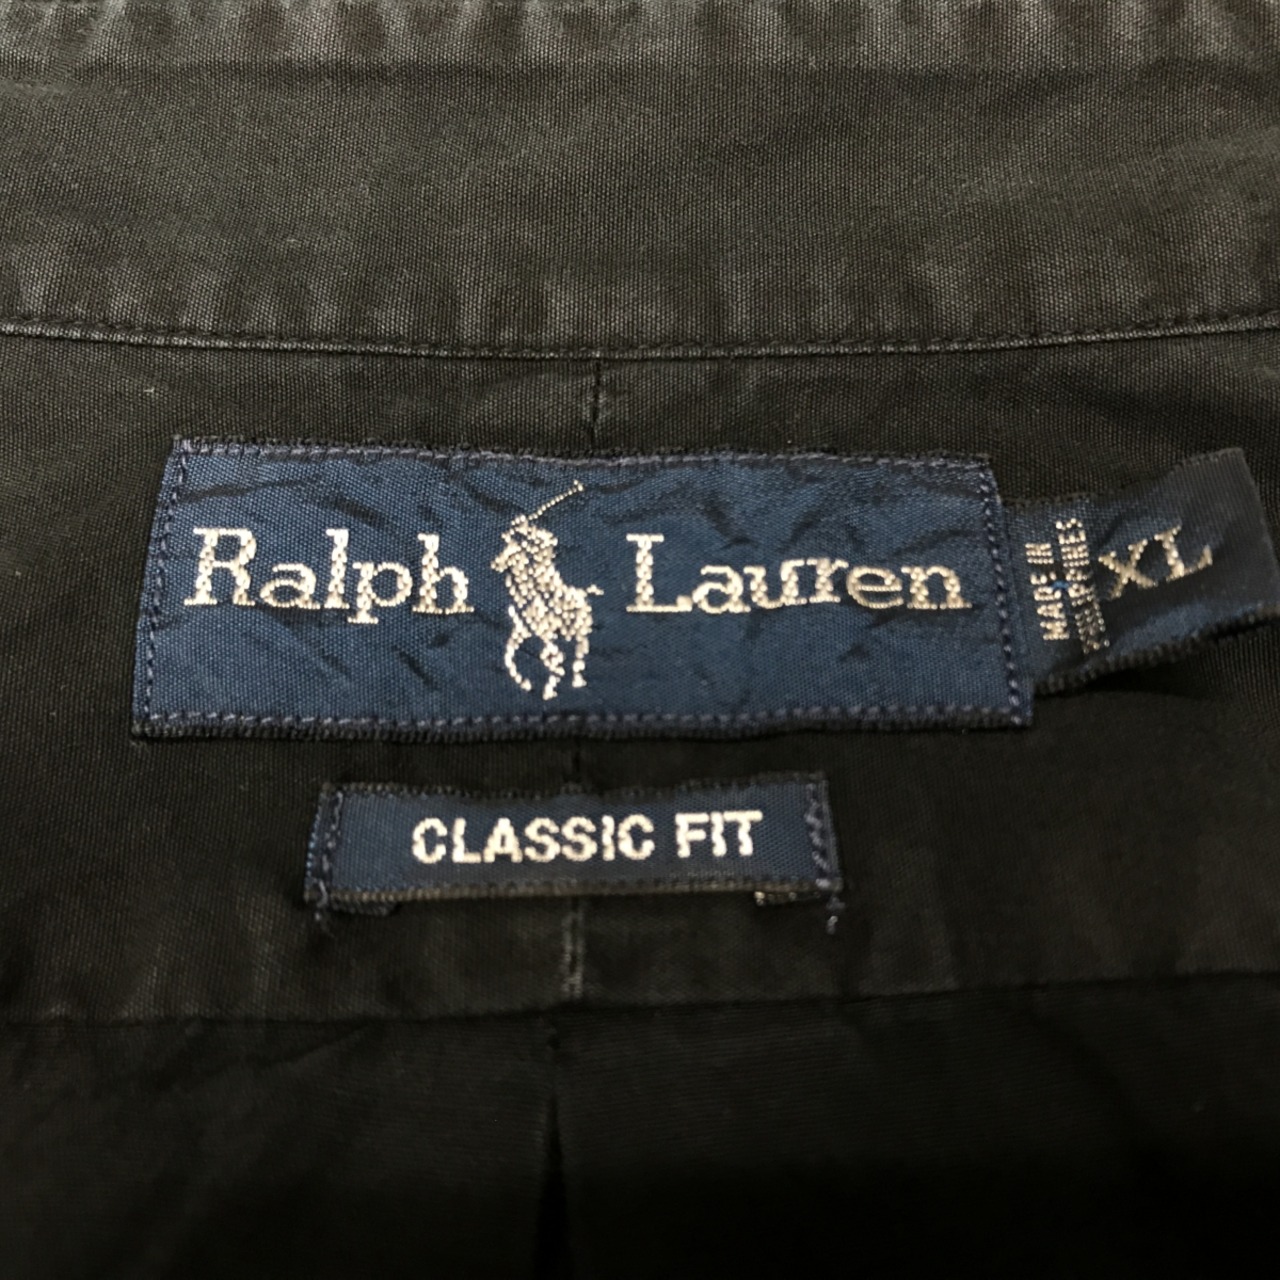 Ralph Lauren
MADE IN
XL
CLASSIC FIT